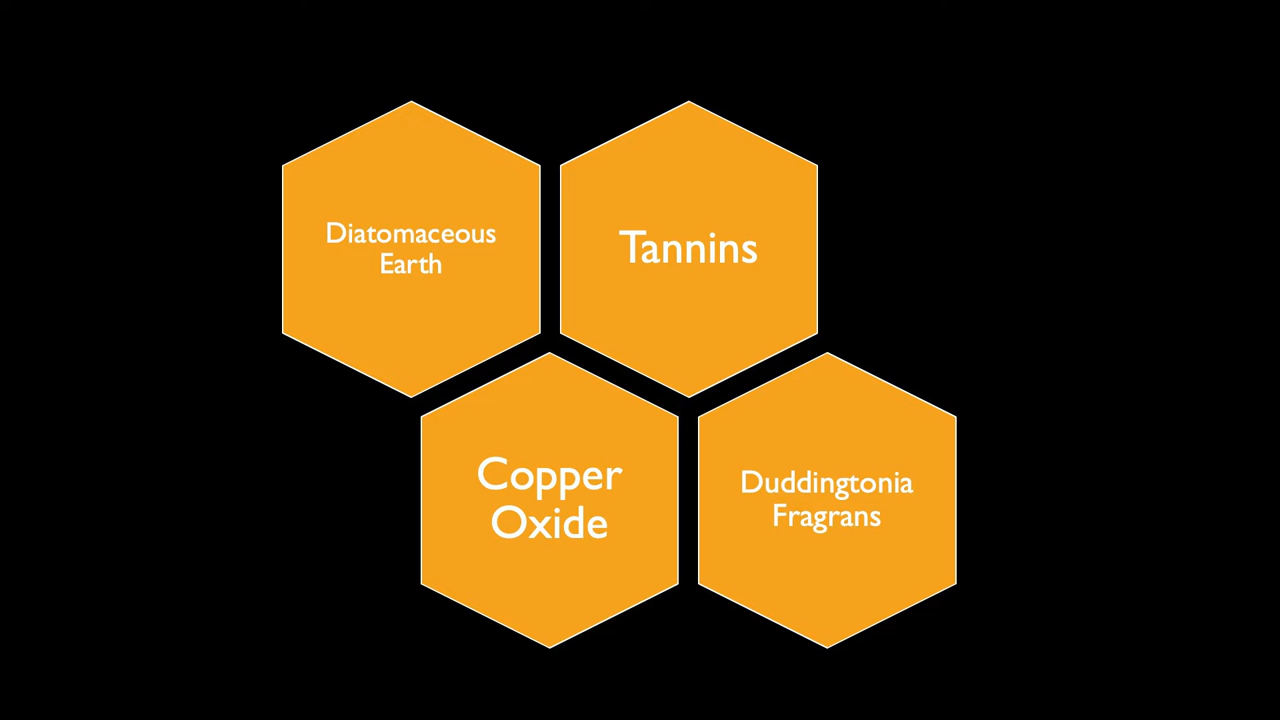 Diatomaceous
Earth
Tannins
Copper
Oxide
Duddingtonia
Fragrans